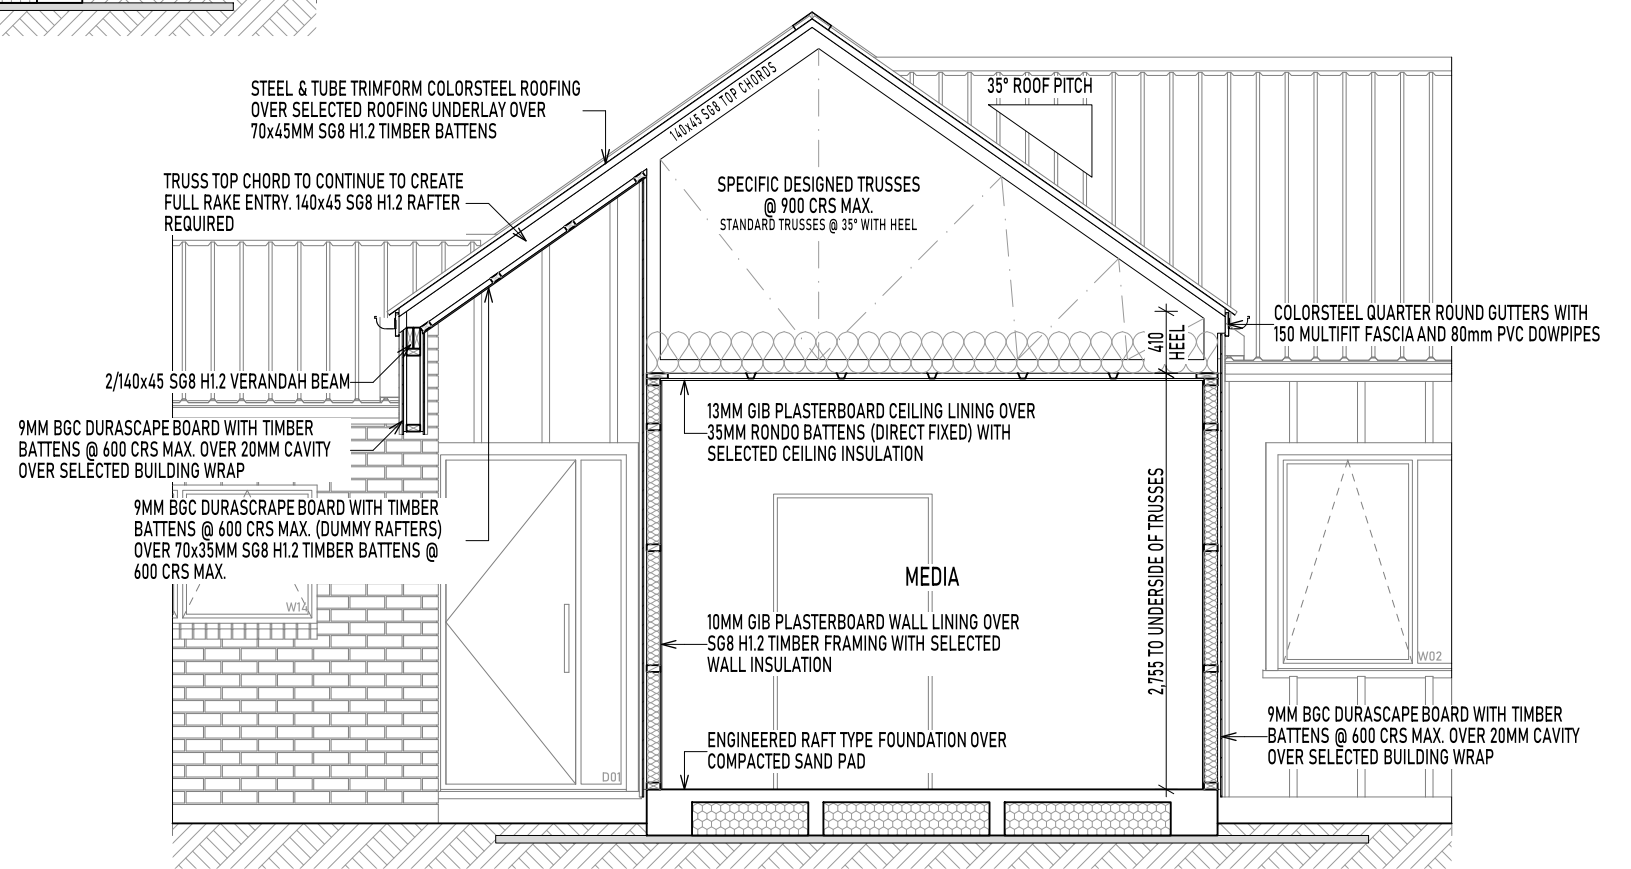 STEEL & TUBE TRIMFORM COLORSTEEL ROOFING
OVER SELECTED ROOFING UNDERLAY OVER
70x45MM SG8 H1.2 TIMBER BATTENS
140x45 SG8 TOP CHORDS
35° ROOF PITCH
TRUSS TOP CHORD TO CONTINUE TO CREATE
FULL RAKE ENTRY. 140x45 SG8 H1.2 RAFTER
REQUIRED
SPECIFIC DESIGNED TRUSSES
@ 900 CRS MAX.
STANDARD TRUSSES @ 35° WITH HEEL
COLORSTEEL QUARTER ROUND GUTTERS WITH
150 MULTIFIT FASCIA AND 80mm PVC DOWPIPES
410
HEEL
2/140x45 SG8 H1.2 VERANDAH BEAM
9MM BGC DURASCAPE BOARD WITH TIMBER
BATTENS @ 600 CRS MAX. OVER 20MM CAVITY
OVER SELECTED BUILDING WRAP
13MM GIB PLASTERBOARD CEILING LINING OVER
35MM RONDO BATTENS (DIRECT FIXED) WITH
SELECTED CEILING INSULATION
9MM BGC DURASCRAPE BOARD WITH TIMBER
BATTENS @ 600 CRS MAX. (DUMMY RAFTERS)
OVER 70x35MM SG8 H1.2 TIMBER BATTENS @
600 CRS MAX.
2,755 TO UNDERSIDE OF TRUSSES
MEDIA
W14
10MM GIB PLASTERBOARD WALL LINING OVER
SG8 H1.2 TIMBER FRAMING WITH SELECTED
WALL INSULATION
W02
9MM BGC DURASCAPE BOARD WITH TIMBER
BATTENS @ 600 CRS MAX. OVER 20MM CAVITY
OVER SELECTED BUILDING WRAP
ENGINEERED RAFT TYPE FOUNDATION OVER
COMPACTED SAND PAD
D01